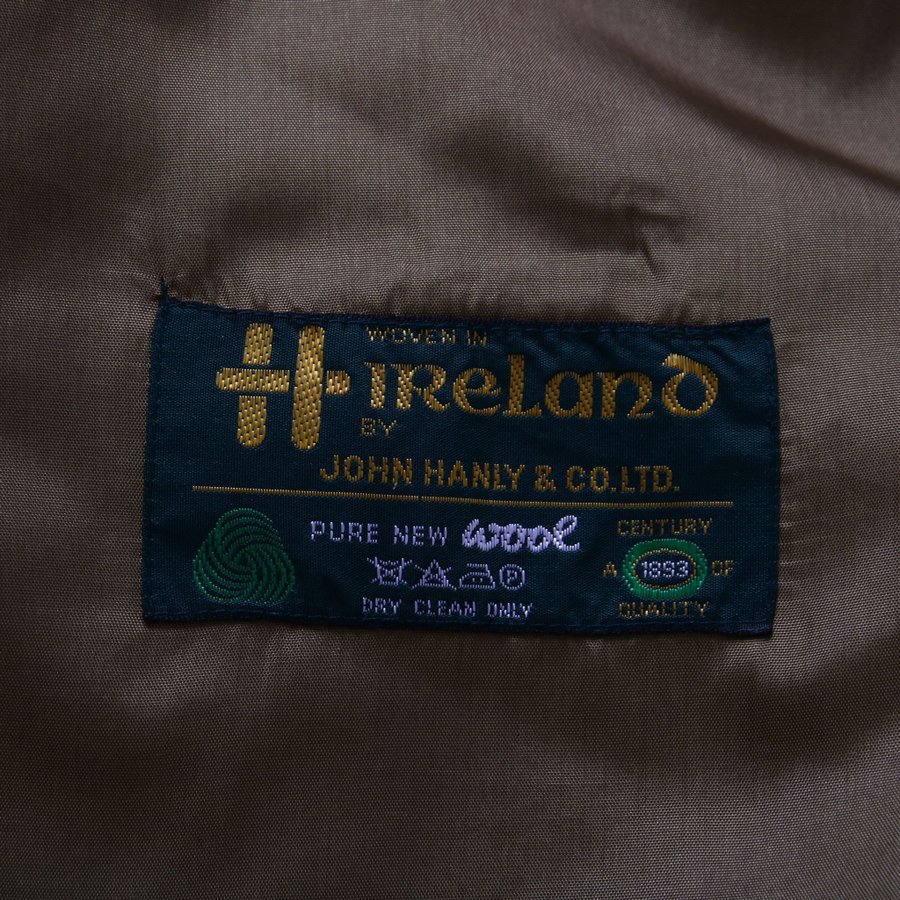 H
WOVEN IN
IRELAND
BY
JOHN HANLY & CO.LTD.
PURE NEW wool
P
DRY CLEAN ONLY
CENTURY
A 1893 OF
QUALITY